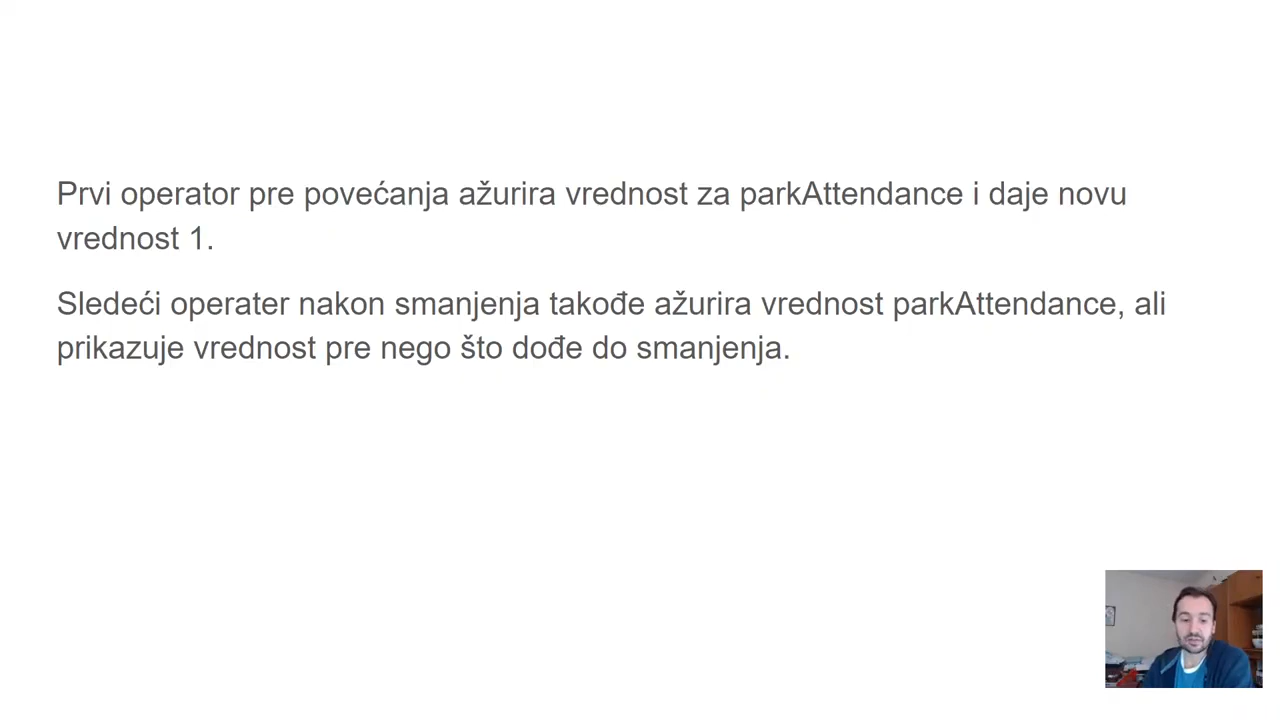 Prvi operator pre povećanja ažurira vrednost za parkAttendance i daje novu
vrednost 1.
Sledeći operater nakon smanjenja takođe ažurira vrednost parkAttendance, ali
prikazuje vrednost pre nego što dođe do smanjenja.